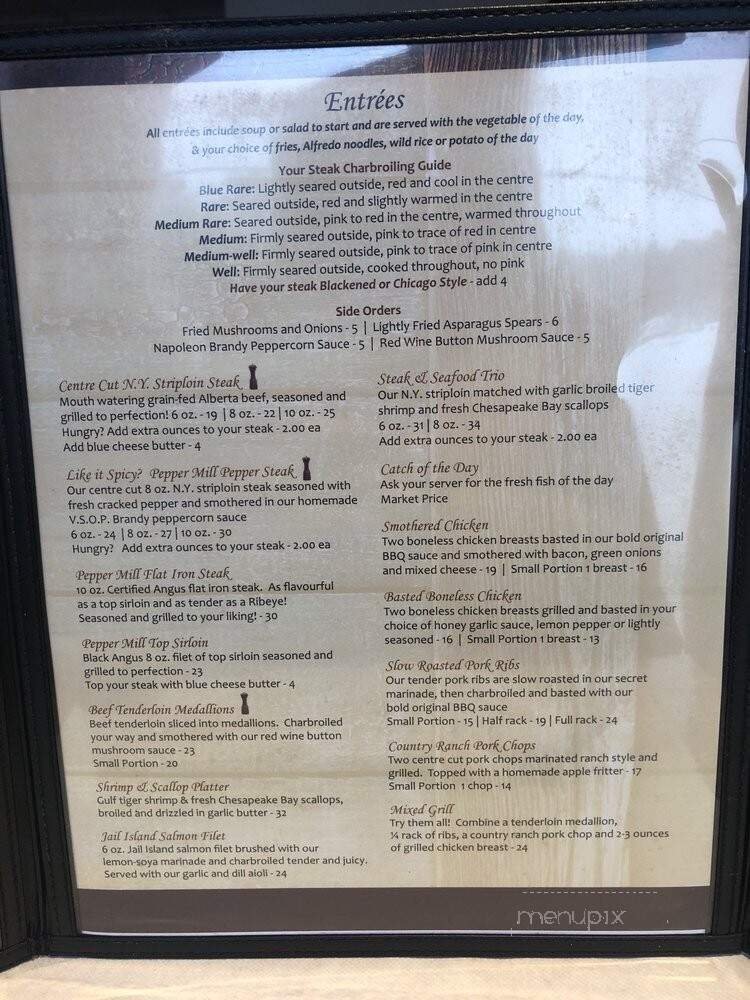 Entrées
All entrées include soup or salad to start and are served with the vegetable of the day,
& your choice of fries, Alfredo noodles, wild rice or potato of the day
Your Steak Charbroiling Guide
Blue Rare: Lightly seared outside, red and cool in the centre
Rare: Seared outside, red and slightly warmed in the centre
Medium Rare: Seared outside, pink to red in the centre, warmed throughout
Medium: Firmly seared outside, pink to trace of red in centre
Medium-well: Firmly seared outside, pink to trace of pink in centre
Well: Firmly seared outside, cooked throughout, no pink
Have your steak Blackened or Chicago Style - add 4
Side Orders
Fried Mushrooms and Onions - 5 | Lightly Fried Asparagus Spears - 6
Napoleon Brandy Peppercorn Sauce - 5 | Red Wine Button Mushroom Sauce - 5
Centre Cut N.Y. Striploin Steak
Mouth watering grain-fed Alberta beef, seasoned and
grilled to perfection! 6 oz. - 19 | 8 oz. - 22 | 10 oz. - 25
Hungry? Add extra ounces to your steak - 2.00 ea
Add blue cheese butter - 4
Like it Spicy? Pepper Mill Pepper Steak
Our centre cut 8 oz. N.Y. striploin steak seasoned with
fresh cracked pepper and smothered in our homemade
V.S.O.P. Brandy peppercorn sauce
6 oz. - 24 | 8 oz. - 27 | 10 oz. - 30
Hungry? Add extra ounces to your steak - 2.00 ea
Pepper Mill Flat Iron Steak
10 oz. Certified Angus flat iron steak. As flavourful
as a top sirloin and as tender as a Ribeye!
Seasoned and grilled to your liking! - 30
Pepper Mill Top Sirloin
Black Angus 8 oz. filet of top sirloin seasoned and
grilled to perfection - 23
Top your steak with blue cheese butter - 4
Beef Tenderloin Medallions
Beef tenderloin sliced into medallions. Charbroiled
your way and smothered with our red wine button
mushroom sauce - 23
Small Portion - 20
Shrimp & Scallop Platter
Gulf tiger shrimp & fresh Chesapeake Bay scallops,
broiled and drizzled in garlic butter - 32
Jail Island Salmon Filet
6 oz. Jail Island salmon filet brushed with our
lemon-soya marinade and charbroiled tender and juicy.
Served with our garlic and dill aioli - 24
Steak & Seafood Trio
Our N.Y. striploin matched with garlic broiled tiger
shrimp and fresh Chesapeake Bay scallops
6 oz. - 31 | 8 oz. - 34
Add extra ounces to your steak - 2.00 ea
Catch of the Day
Ask your server for the fresh fish of the day
Market Price
Smothered Chicken
Two boneless chicken breasts basted in our bold original
BBQ sauce and smothered with bacon, green onions
and mixed cheese - 19 | Small Portion 1 breast - 16
Basted Boneless Chicken
Two boneless chicken breasts grilled and basted in your
choice of honey garlic sauce, lemon pepper or lightly
seasoned - 16 | Small Portion 1 breast - 13
Slow Roasted Pork Ribs
Our tender pork ribs are slow roasted in our secret
marinade, then charbroiled and basted with our
bold original BBQ sauce
Small Portion - 15 | Half rack - 19 | Full rack - 24
Country Ranch Pork Chops
Two centre cut pork chops marinated ranch style and
grilled. Topped with a homemade apple fritter - 17
Small Portion 1 chop - 14
Mixed Grill
Try them all! Combine a tenderloin medallion,
¼ rack of ribs, a country ranch pork chop and 2-3 ounces
of grilled chicken breast - 24
menupix